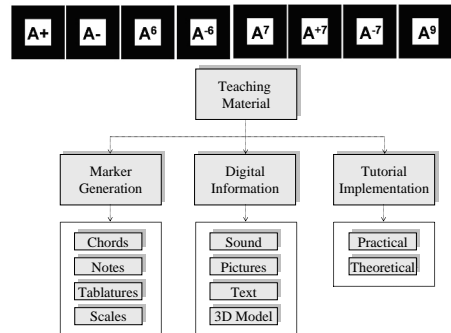 A+ A- A⁶ A⁻⁶ A⁷ A⁺⁷ A⁻⁷ A⁹
Teaching
Material
Marker
Generation
Digital
Information
Tutorial
Implementation
Chords
Notes
Tablatures
Scales
Sound
Pictures
Text
3D Model
Practical
Theoretical